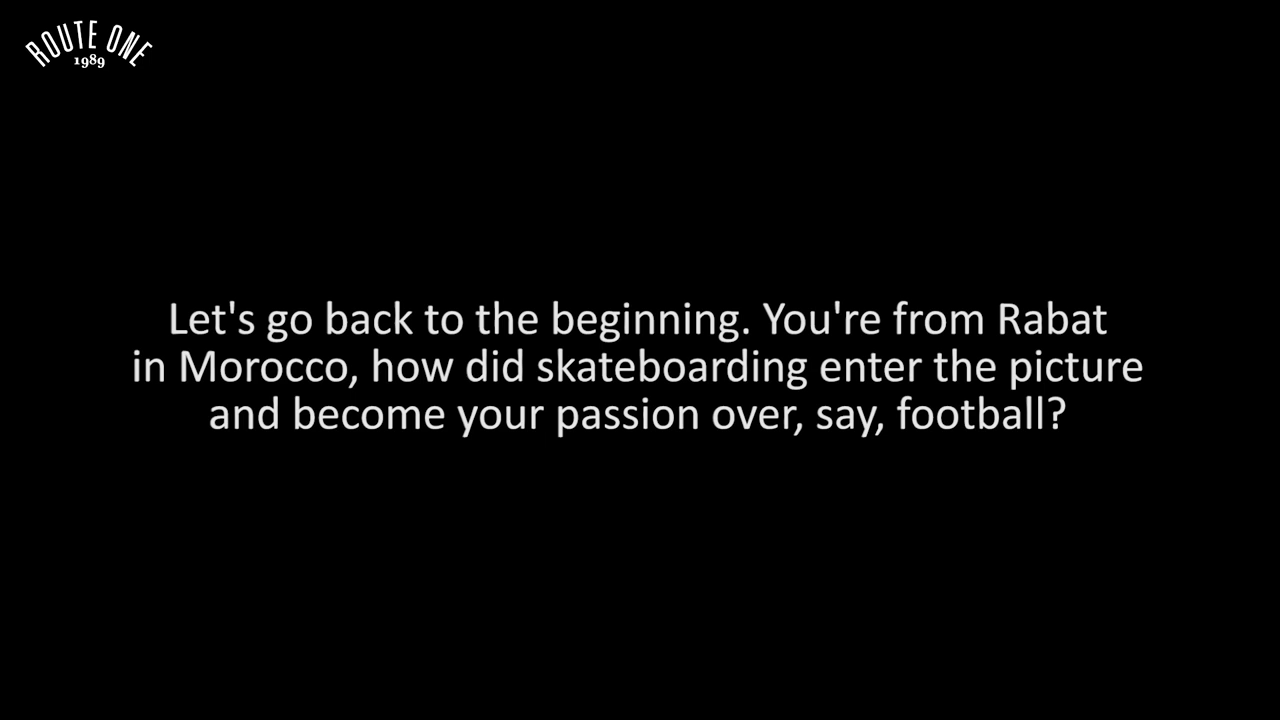 ROUTE ONE
1989
Let's go back to the beginning. You're from Rabat
in Morocco, how did skateboarding enter the picture
and become your passion over, say, football?